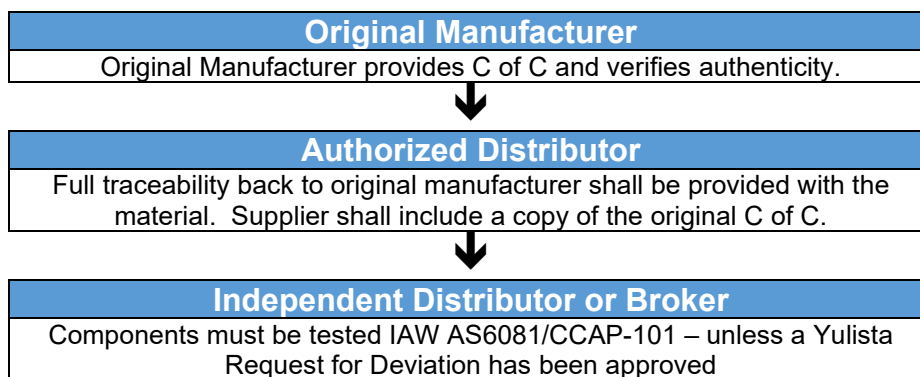 Original Manufacturer
Original Manufacturer provides C of C and verifies authenticity.
Authorized Distributor
Full traceability back to original manufacturer shall be provided with the
material.  Supplier shall include a copy of the original C of C.
Independent Distributor or Broker
Components must be tested IAW AS6081/CCAP-101 – unless a Yulista
Request for Deviation has been approved